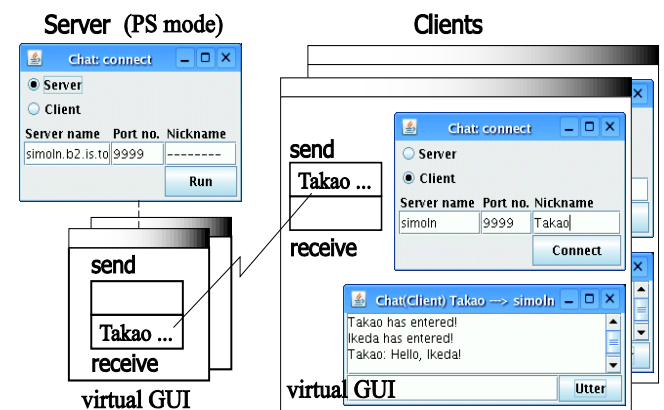 Server (PS mode)
Chat: connect
Server
Client
Server name Port no. Nickname
simoln.b2.is.to 9999 --------
Run
send
Takao ...
receive
virtual GUI
Clients
send
Takao ...
receive
Chat: connect
Server
Client
Server name Port no. Nickname
simoln 9999 Takao
Connect
Chat(Client) Takao —> simoln
Takao has entered!
Ikeda has entered!
Takao: Hello, Ikeda!
Utter
virtual GUI